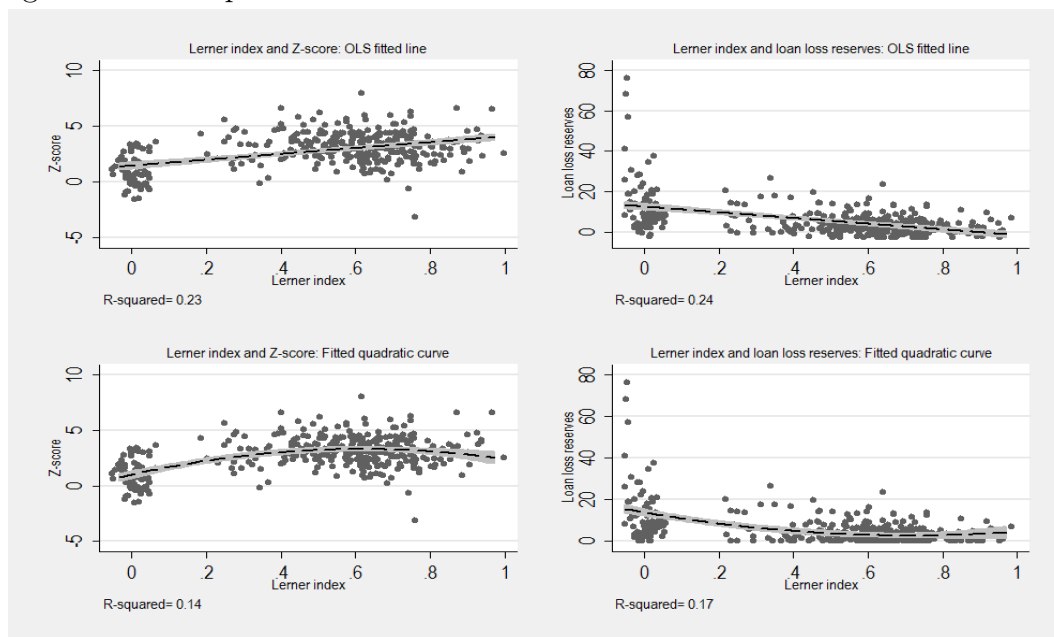 Lerner index and Z-score: OLS fitted line
10
5
0
-5
Z-score
0 .2 .4 .6 .8 1
Lerner index
R-squared= 0.23
Lerner index and loan loss reserves: OLS fitted line
80
60
40
20
0
Loan loss reserves
0 .2 .4 .6 .8 1
Lerner index
R-squared= 0.24
Lerner index and Z-score: Fitted quadratic curve
10
5
0
-5
Z-score
0 .2 .4 .6 .8 1
Lerner index
R-squared= 0.14
Lerner index and loan loss reserves: Fitted quadratic curve
80
60
40
20
0
Loan loss reserves
0 .2 .4 .6 .8 1
Lerner index
R-squared= 0.17